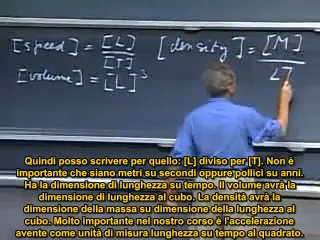 [speed] = [L] / [T]
[density] = [M] /
[volume] = [L]³
Quindi posso scrivere per quello: [L] diviso per [T]. Non è
importante che siano metri su secondi oppure pollici su anni.
Ha la dimensione di lunghezza su tempo. Il volume avrà la
dimensione di lunghezza al cubo. La densità avrà la
dimensione della massa su dimensione della lunghezza al
cubo. Molto importante nel nostro corso è l'accelerazione
avente come unità di misura lunghezza su tempo al quadrato.